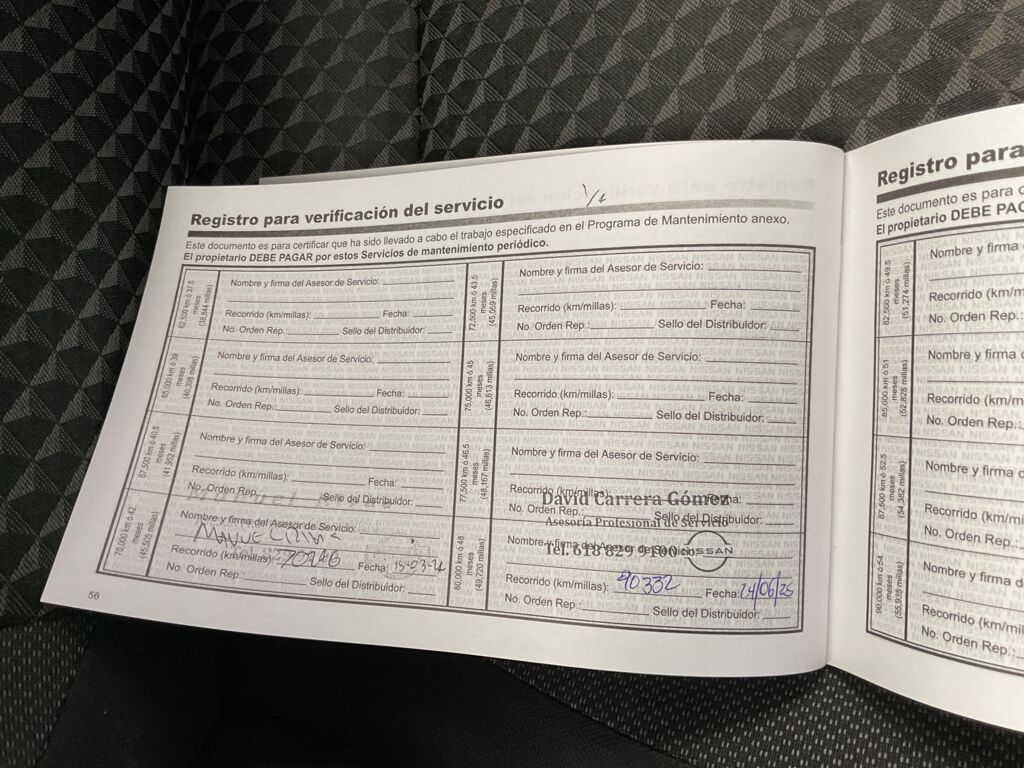 Registro para verificación del servicio
Este documento es para certificar que ha sido llevado a cabo el trabajo especificado en el Programa de Mantenimiento anexo.
El propietario DEBE PAGAR por estos Servicios de mantenimiento periódico.
62,500 km ó 37.5 meses (38,844 millas)
Nombre y firma del Asesor de Servicio:
Recorrido (km/millas): Fecha:
No. Orden Rep.: Sello del Distribuidor:
65,000 km ó 39 meses (40,398 millas)
Nombre y firma del Asesor de Servicio:
Recorrido (km/millas): Fecha:
No. Orden Rep.: Sello del Distribuidor:
67,500 km ó 40.5 meses (41,952 millas)
Nombre y firma del Asesor de Servicio:
Recorrido (km/millas): Fecha:
No. Orden Rep.: Sello del Distribuidor:
70,000 km ó 42 meses (45,505 millas)
Nombre y firma del Asesor de Servicio:
Recorrido (km/millas): 70246 Fecha: 15-03-24
No. Orden Rep.: Sello del Distribuidor:
56
72,500 km ó 43.5 meses (45,059 millas)
Nombre y firma del Asesor de Servicio:
Recorrido (km/millas): Fecha:
No. Orden Rep.: Sello del Distribuidor:
75,000 km ó 45 meses (46,613 millas)
Nombre y firma del Asesor de Servicio:
Recorrido (km/millas): Fecha:
No. Orden Rep.: Sello del Distribuidor:
77,500 km ó 46.5 meses (48,167 millas)
Nombre y firma del Asesor de Servicio:
Recorrido (km/millas): Fecha:
David Carrera Gómez
No. Orden Rep.: Sello del Distribuidor:
Asesoría Profesional de Servicio
80,000 km ó 48 meses (49,720 millas)
Nombre y firma del Asesor de Servicio:
NISSAN
Recorrido (km/millas): 90332 Fecha: 24/06/25
No. Orden Rep.: Sello del Distribuidor:
Registro para
Este documento es para c
El propietario DEBE PAG
82,500 km ó 49.5 meses (51,274 millas)
Nombre y firma
Recorrido (km/m
No. Orden Rep.:
85,000 km ó 51 meses (52,828 millas)
Nombre y firma
Recorrido (km/m
No. Orden Rep.:
87,500 km ó 52.5 meses (54,382 millas)
Nombre y firma
Recorrido (km/m
No. Orden Rep.:
90,000 km ó 54 meses (55,935 millas)
Nombre y firma
Recorrido (km/mil
No. Orden Rep.: